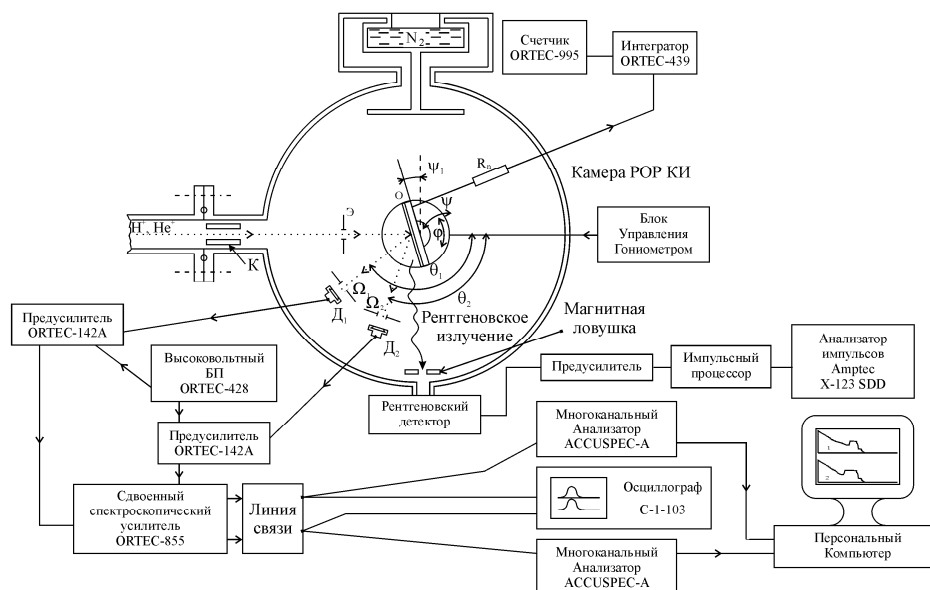 N₂
Счетчик
ORTEC-995
Интегратор
ORTEC-439
Rₙ
Камера РОР КИ
ψ₁
О
ψ
φ
Э
H⁺, He⁺
К
Блок
Управления
Гониометром
θ₁
θ₂
Ω₁
Ω₂
Д₁
Д₂
Рентгеновское
излучение
Магнитная
ловушка
Предусилитель
ORTEC-142A
Высоковольтный
БП
ORTEC-428
Предусилитель
ORTEC-142A
Рентгеновский
детектор
Предусилитель
Импульсный
процессор
Анализатор
импульсов
Amptec
X-123 SDD
Многоканальный
Анализатор
ACCUSPEC-A
Сдвоенный
спектроскопический
усилитель
ORTEC-855
Линия
связи
Осциллограф
С-1-103
Многоканальный
Анализатор
ACCUSPEC-A
1
2
Персональный
Компьютер